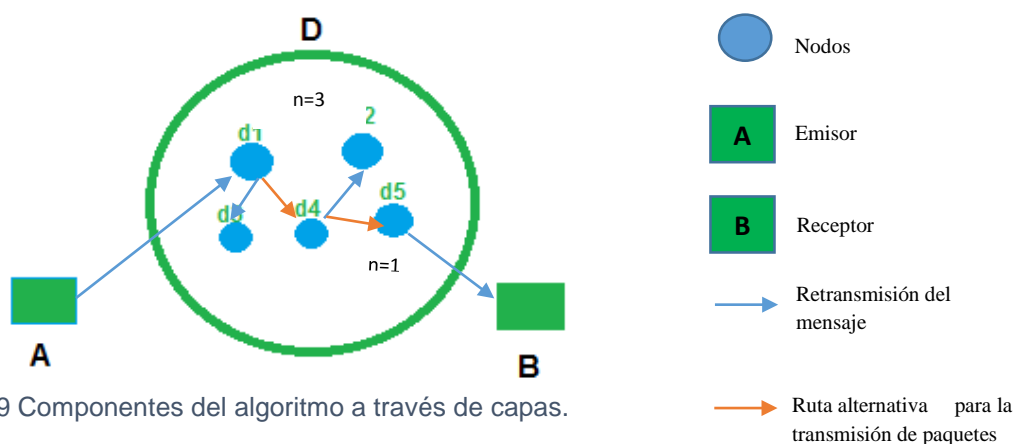 D
n=3
2
d1
d4
d5
n=1
A
B
9 Componentes del algoritmo a través de capas.
Nodos
A
Emisor
B
Receptor
Retransmisión del
mensaje
Ruta alternativa para la
transmisión de paquetes